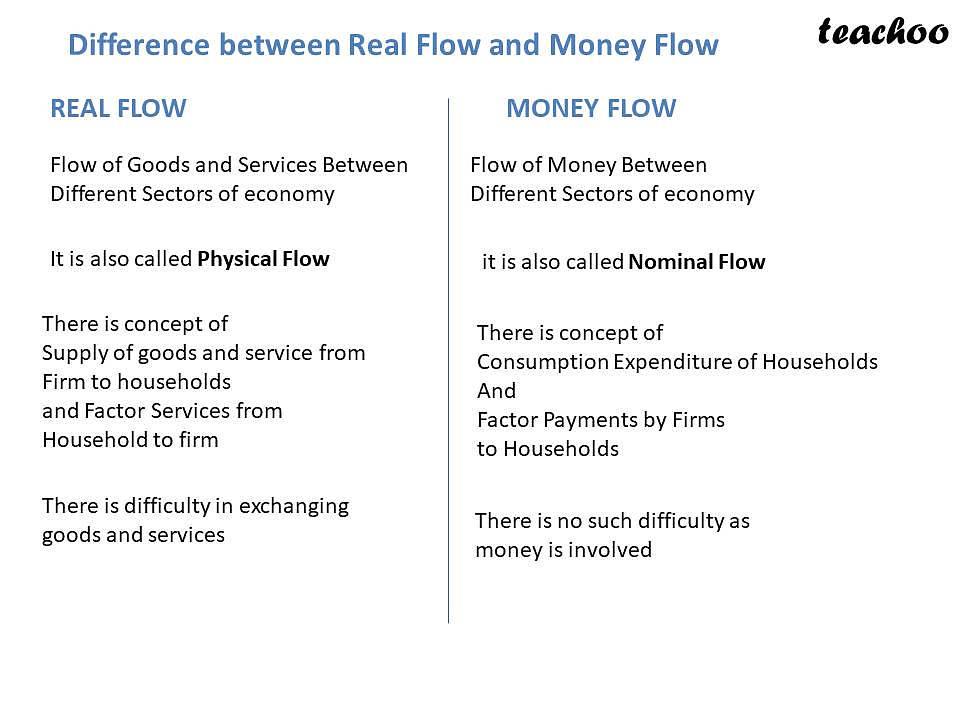 Difference between Real Flow and Money Flow
teachoo
REAL FLOW
Flow of Goods and Services Between
Different Sectors of economy
It is also called Physical Flow
There is concept of
Supply of goods and service from
Firm to households
and Factor Services from
Household to firm
There is difficulty in exchanging
goods and services
MONEY FLOW
Flow of Money Between
Different Sectors of economy
it is also called Nominal Flow
There is concept of
Consumption Expenditure of Households
And
Factor Payments by Firms
to Households
There is no such difficulty as
money is involved